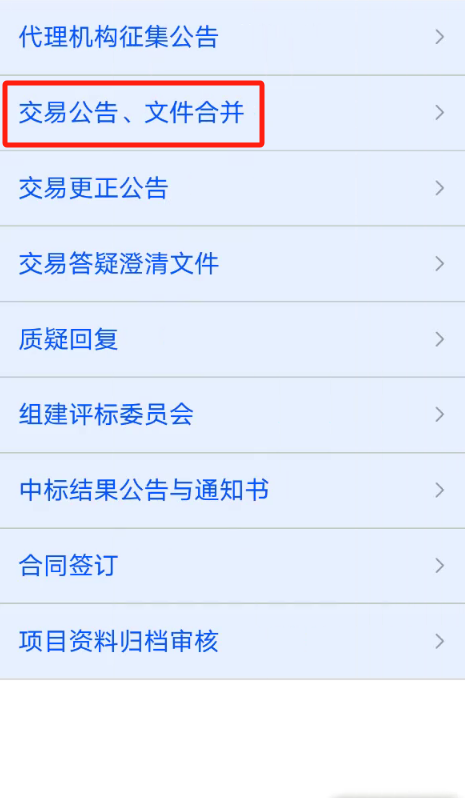 代理机构征集公告
交易公告、文件合并
交易更正公告
交易答疑澄清文件
质疑回复
组建评标委员会
中标结果公告与通知书
合同签订
项目资料归档审核